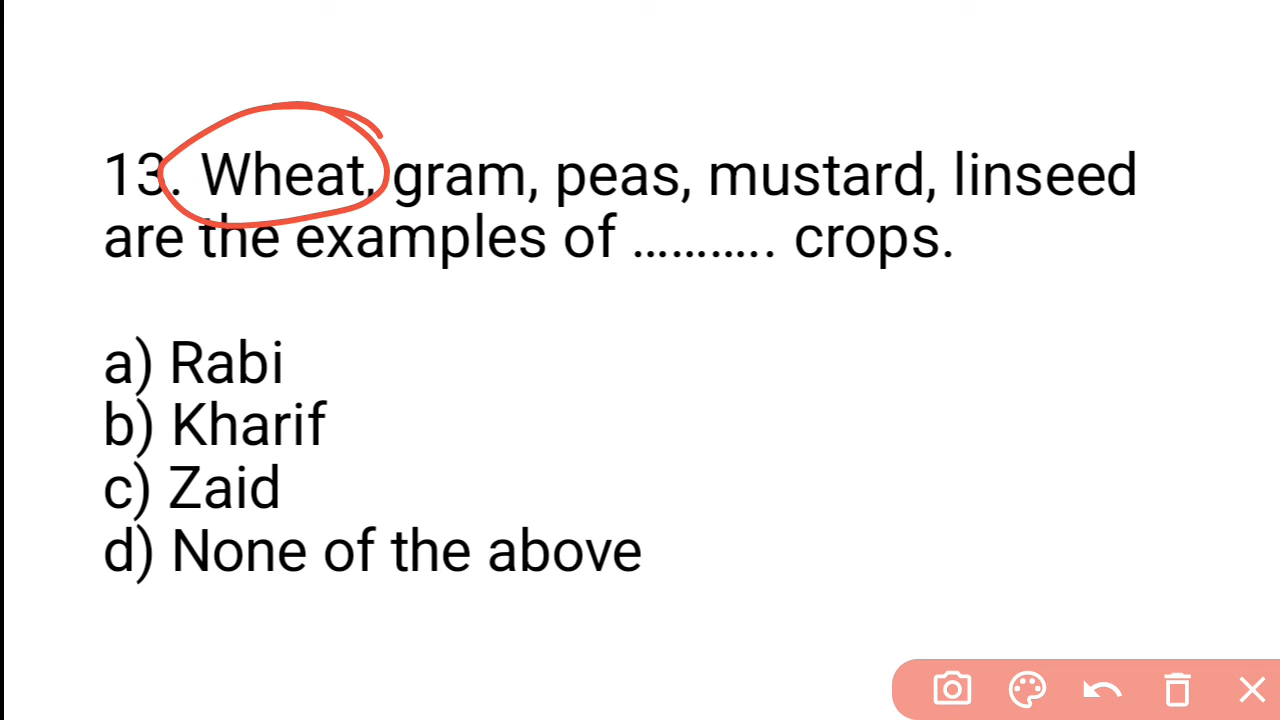 13. Wheat, gram, peas, mustard, linseed
are the examples of ........... crops.
a) Rabi
b) Kharif
c) Zaid
d) None of the above